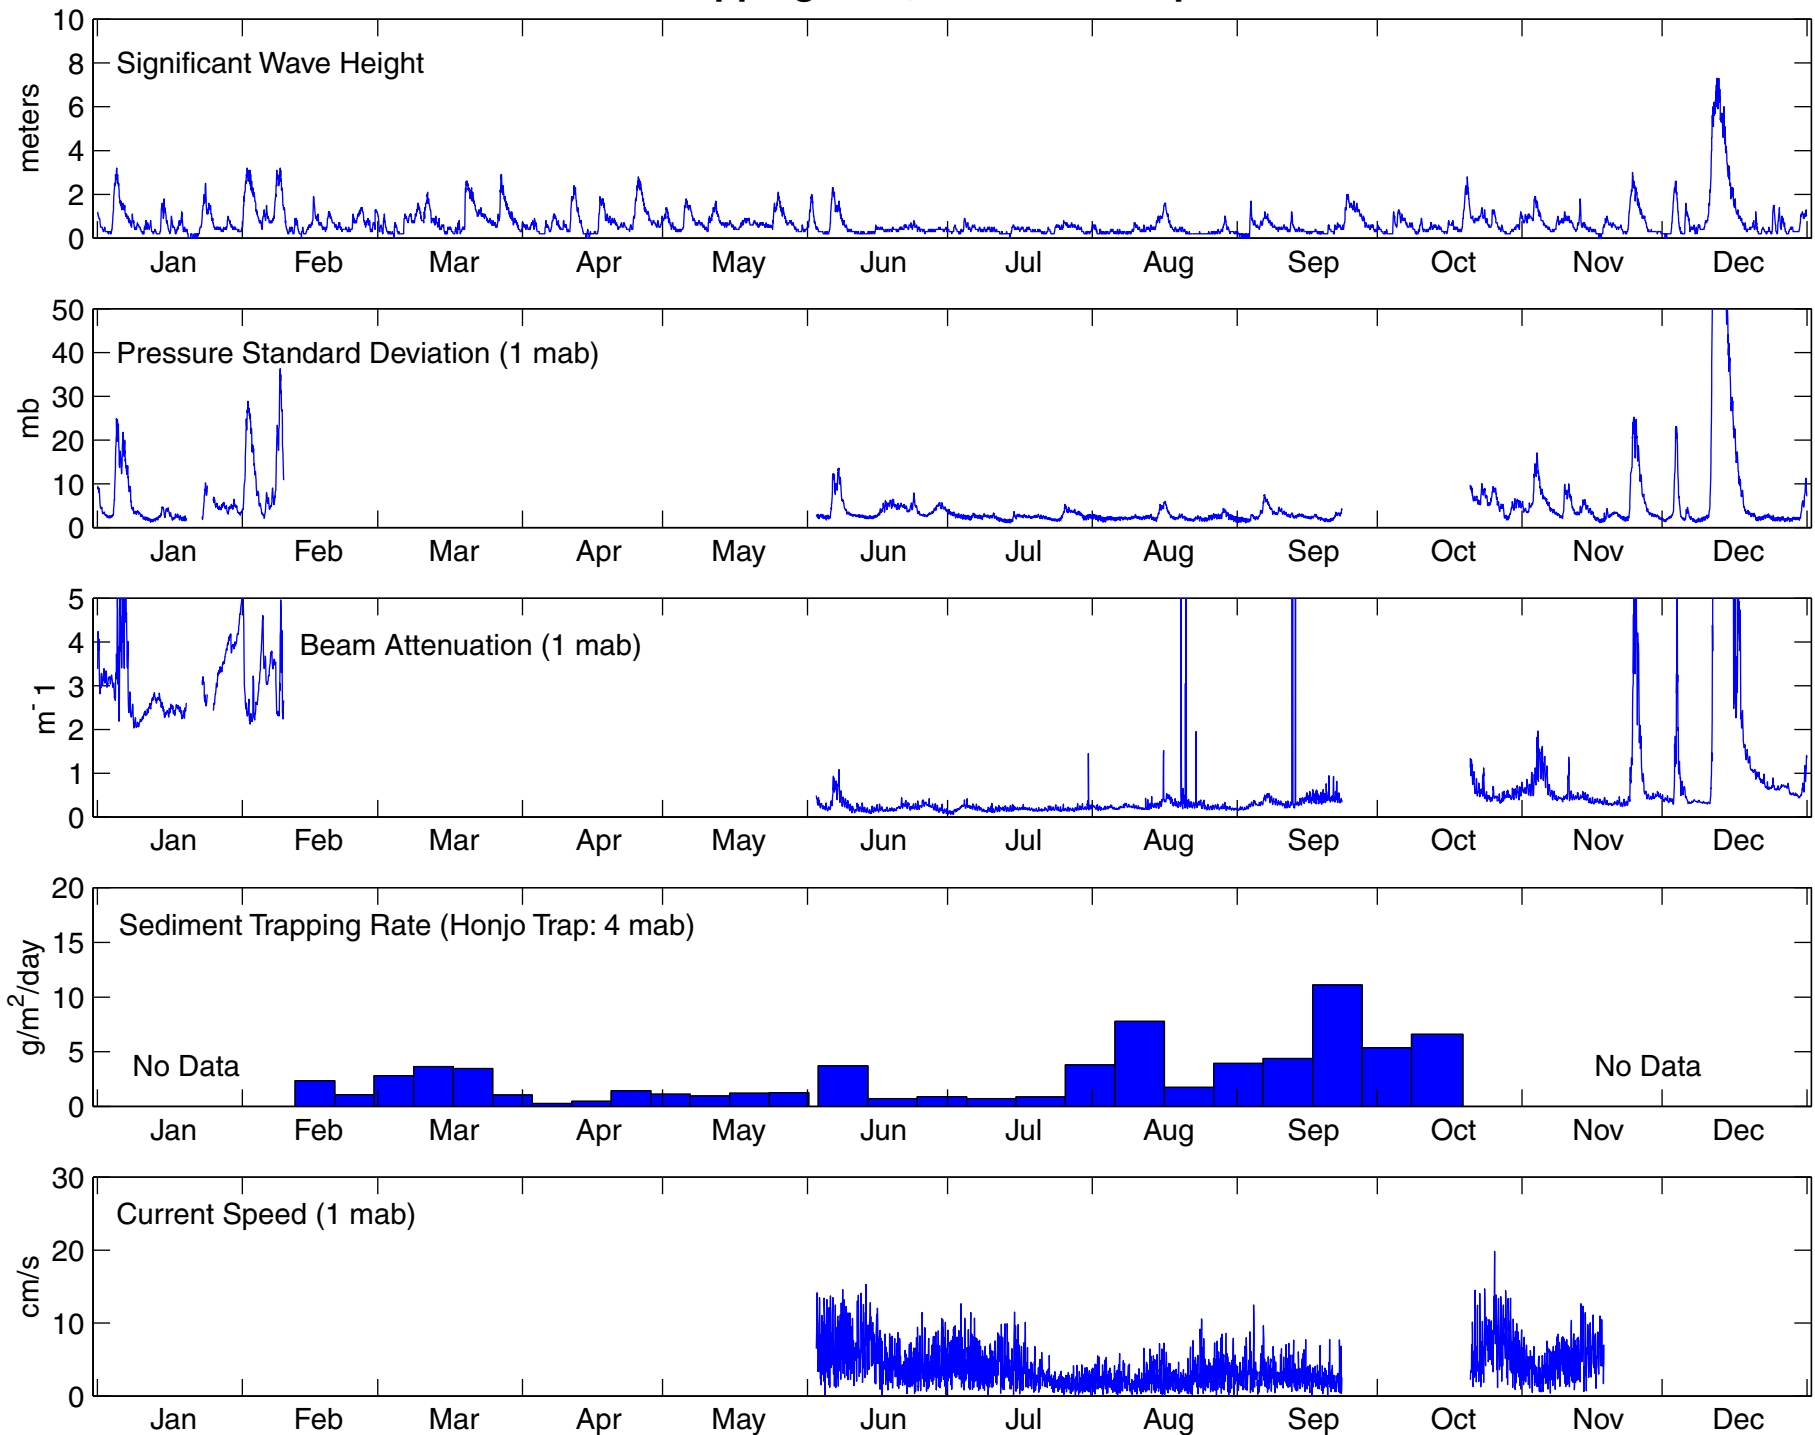 10
8
6
4
2
0
meters
Significant Wave Height
Jan Feb Mar Apr May Jun Jul Aug Sep Oct Nov Dec
50
40
30
20
10
0
mb
Pressure Standard Deviation (1 mab)
Jan Feb Mar Apr May Jun Jul Aug Sep Oct Nov Dec
5
4
3
2
1
0
m- 1
Beam Attenuation (1 mab)
Jan Feb Mar Apr May Jun Jul Aug Sep Oct Nov Dec
20
15
10
5
0
g/m²/day
Sediment Trapping Rate (Honjo Trap: 4 mab)
No Data
No Data
Jan Feb Mar Apr May Jun Jul Aug Sep Oct Nov Dec
30
20
10
0
cm/s
Current Speed (1 mab)
Jan Feb Mar Apr May Jun Jul Aug Sep Oct Nov Dec